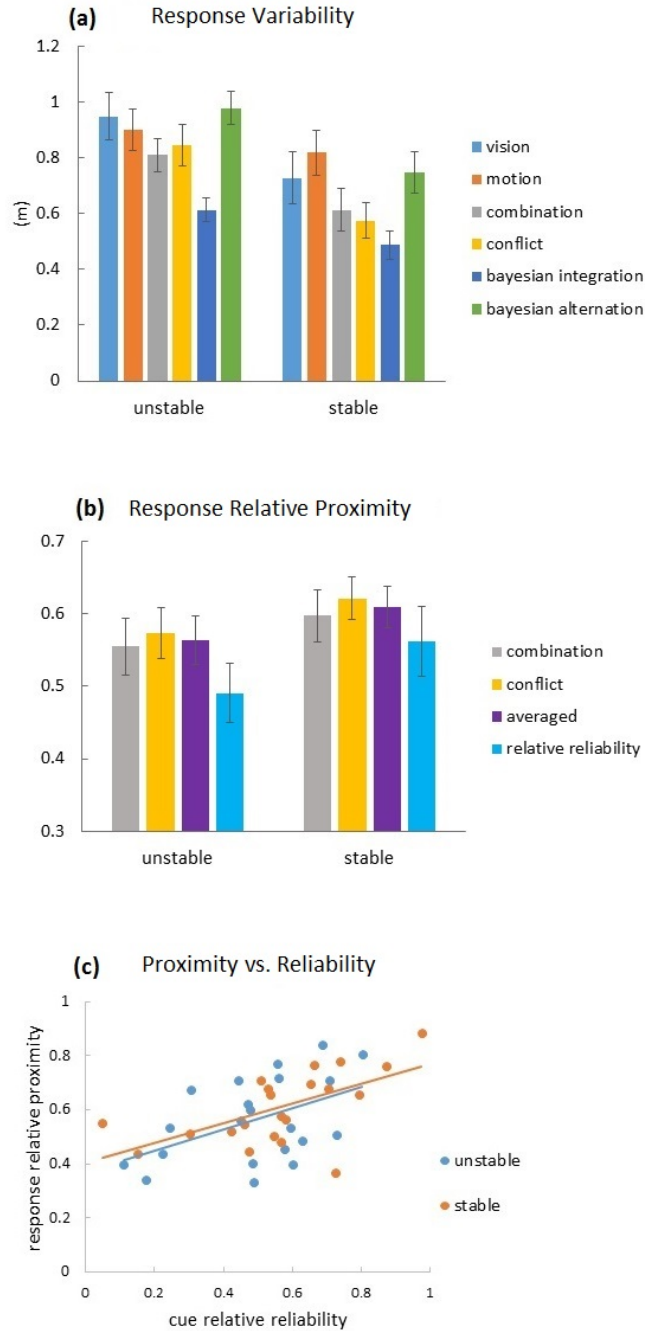 (a) Response Variability
1.2
1
0.8
0.6
0.4
0.2
0
(m)
unstable
stable
vision
motion
combination
conflict
bayesian integration
bayesian alternation
(b) Response Relative Proximity
0.7
0.6
0.5
0.4
0.3
unstable
stable
combination
conflict
averaged
relative reliability
(c) Proximity vs. Reliability
response relative proximity
1
0.8
0.6
0.4
0.2
0
0 0.2 0.4 0.6 0.8 1
cue relative reliability
unstable
stable